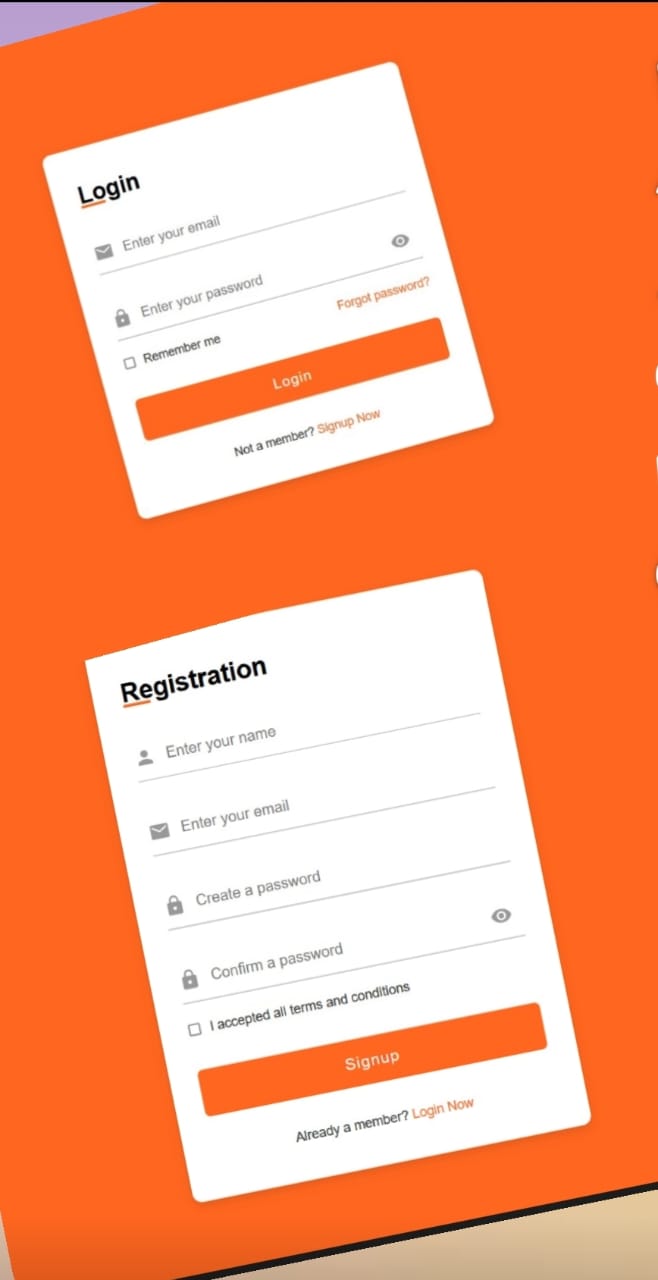 Login
Enter your email
Enter your password
Forgot password?
Remember me
Login
Not a member? Signup Now
Registration
Enter your name
Enter your email
Create a password
Confirm a password
I accepted all terms and conditions
Signup
Already a member? Login Now